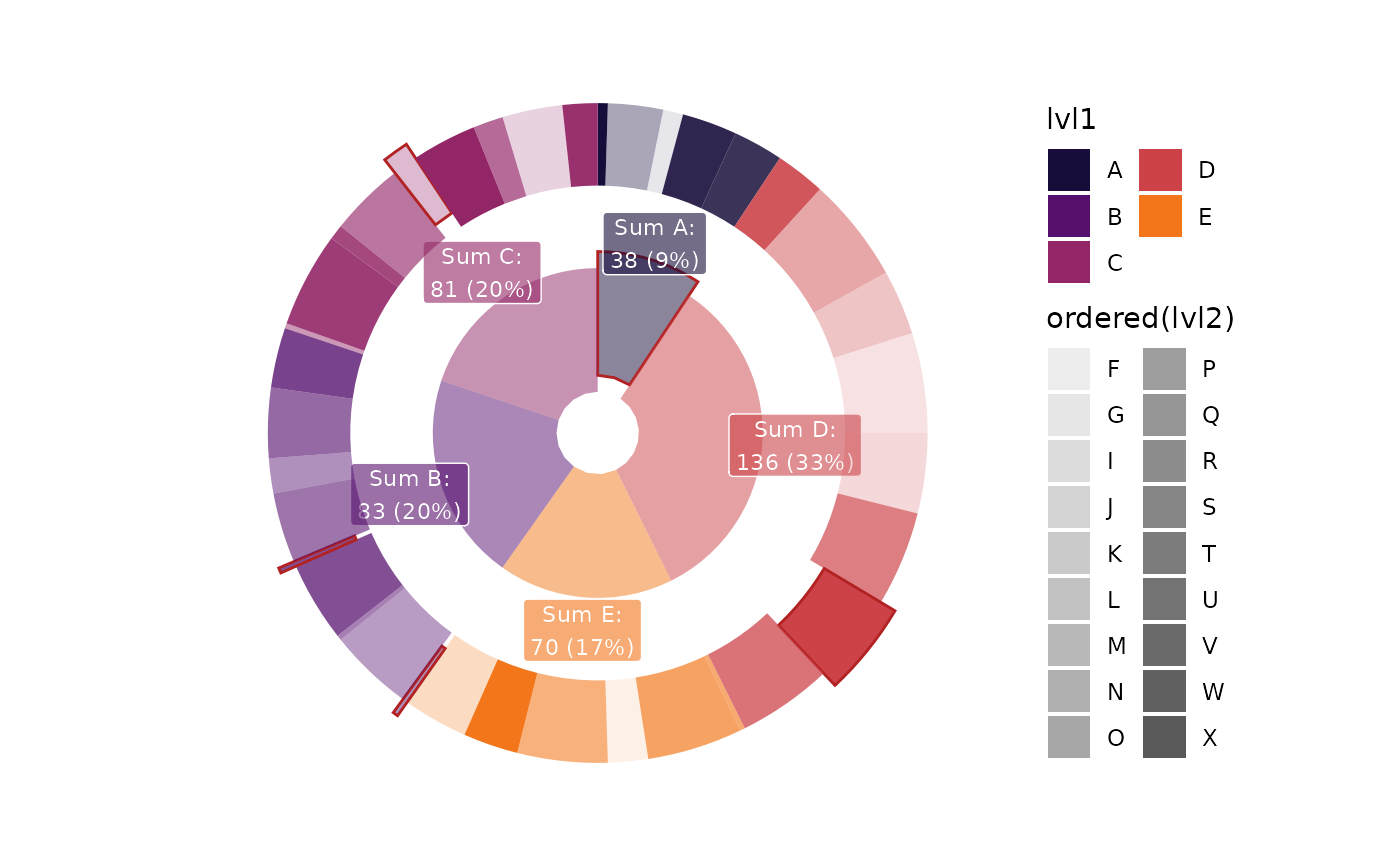 Sum A:
38 (9%)
Sum C:
81 (20%)
Sum D:
136 (33%)
Sum B:
83 (20%)
Sum E:
70 (17%)
lvl1
A D
B E
C
ordered(lvl2)
F P
G Q
I R
J S
K T
L U
M V
N W
O X